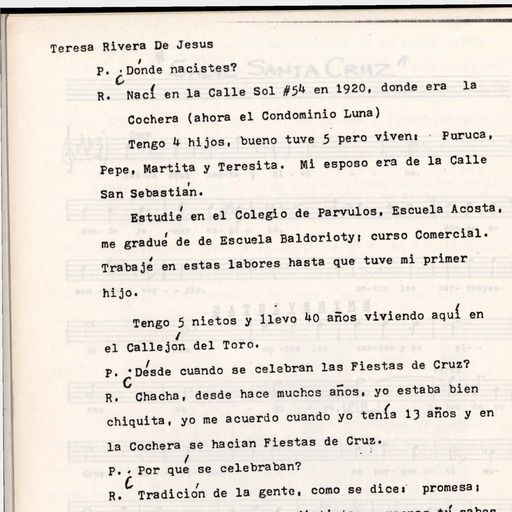 Teresa Rivera De Jesus
P. ¿Dónde nacistes?
R. Nací en la Calle Sol #54 en 1920, donde era la
Cochera (ahora el Condominio Luna)
Tengo 4 hijos, bueno tuve 5 pero viven: Puruca,
Pepe, Martita y Teresita. Mi esposo era de la Calle
San Sebastián.
Estudié en el Colegio de Parvulos, Escuela Acosta,
me gradué de de Escuela Baldorioty; curso Comercial.
Trabajé en estas labores hasta que tuve mi primer
hijo.
Tengo 5 nietos y llevo 40 años viviendo aquí en
el Callejón del Toro.
P. ¿Désde cuando se celebran las Fiestas de Cruz?
R. Chacha, desde hace muchos años, yo estaba bien
chiquita, yo me acuerdo cuando yo tenía 13 años y en
la Cochera se hacian Fiestas de Cruz.
P. ¿Por qué se celebraban?
R. Tradición de la gente, como se dice: promesa;